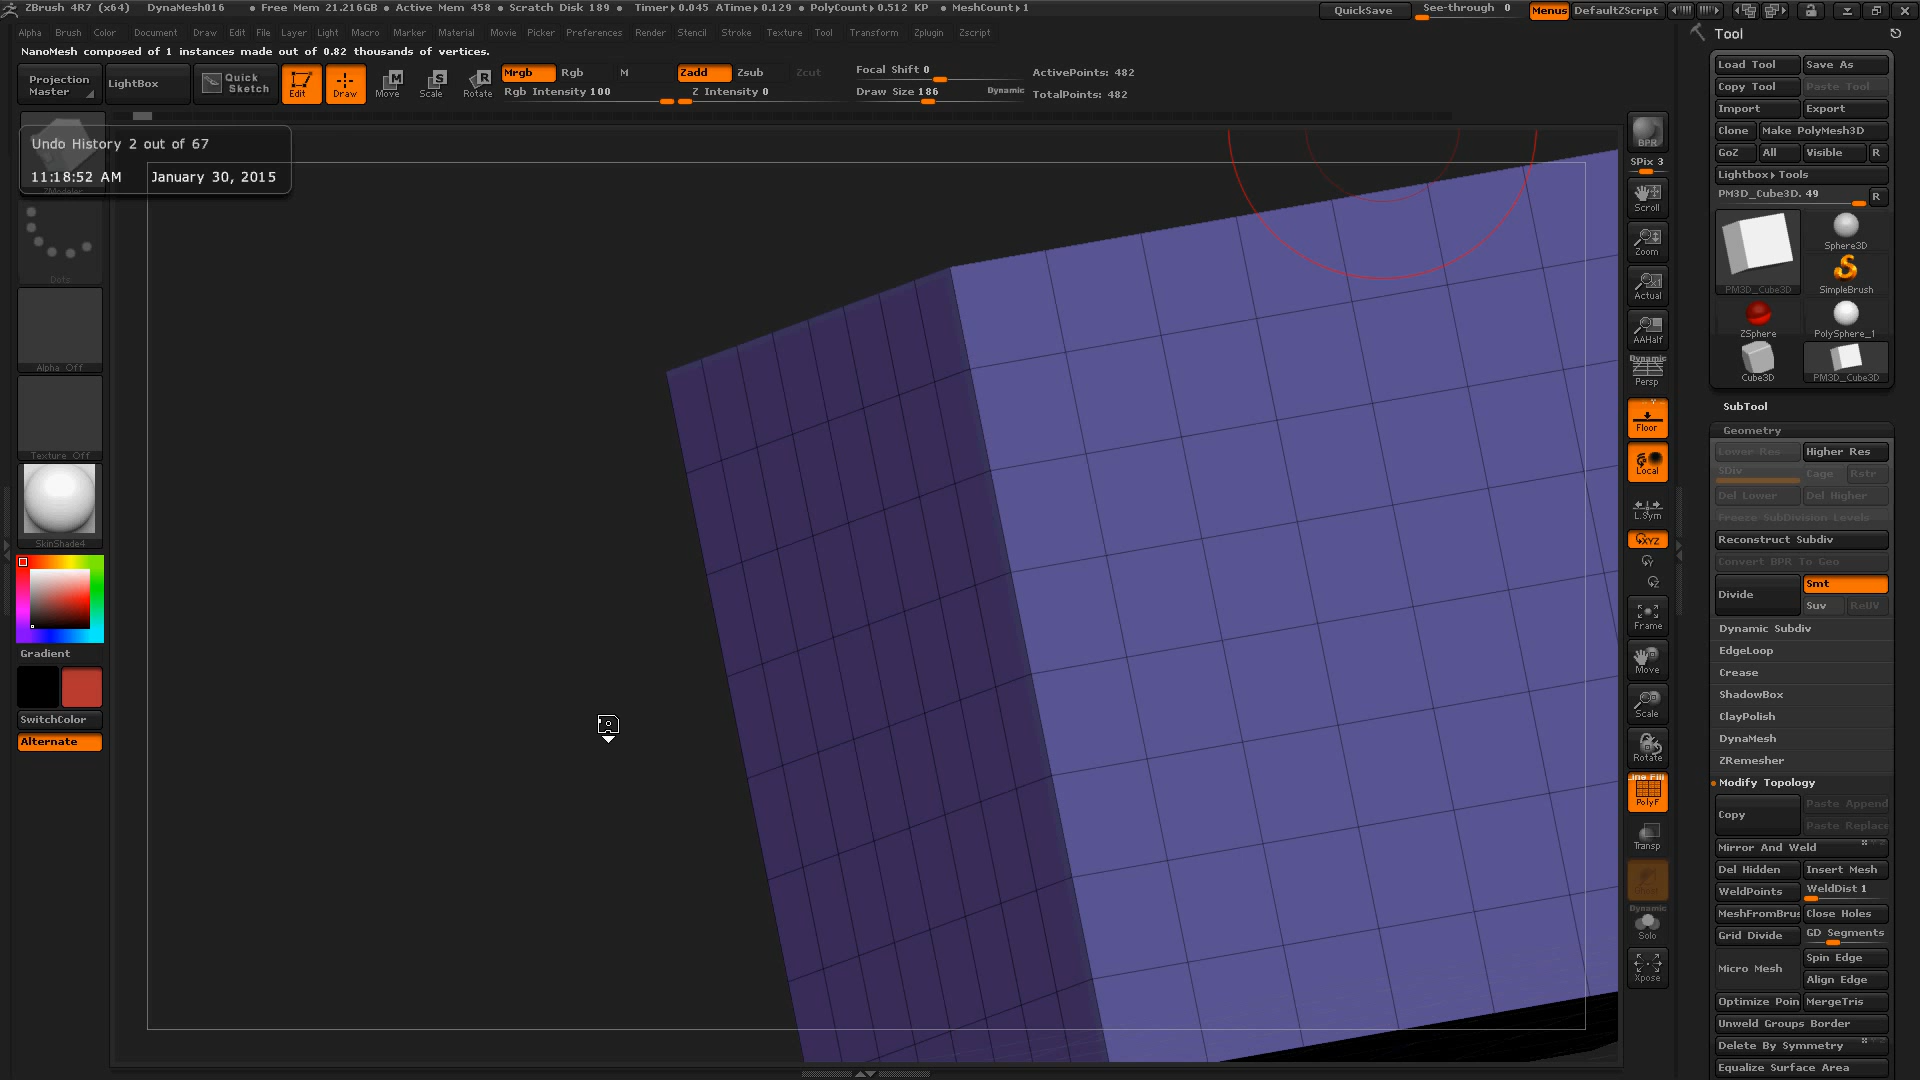 ZBrush 4R7 (x64) DynaMesh016 • Free Mem 21.216GB • Active Mem 458 • Scratch Disk 189 • Timer▸0.045 ATime▸0.129 • PolyCount▸0.512 KP • MeshCount▸1 QuickSave See-through 0 Menus DefaultZScript
Alpha Brush Color Document Draw Edit File Layer Light Macro Marker Material Movie Picker Preferences Render Stencil Stroke Texture Tool Transform Zplugin Zscript
NanoMesh composed of 1 instances made out of 0.82 thousands of vertices.
Projection Master
LightBox
Quick Sketch
Edit
Draw
Move
Scale
Rotate
Mrgb Rgb M
Rgb Intensity 100
Zadd Zsub Zcut
Z Intensity 0
Focal Shift 0
Draw Size 186 Dynamic
ActivePoints: 482
TotalPoints: 482
Undo History 2 out of 67
11:18:52 AM January 30, 2015
ZModeler
Dots
Alpha Off
Texture Off
SkinShade4
Gradient
SwitchColor
Alternate
BPR
SPix 3
Scroll
Zoom
Actual
AAHalf
Dynamic
Persp
Floor
Local
L.Sym
XYZ
Y
Z
Frame
Move
Scale
Rotate
PolyF
Transp
Ghost
Dynamic
Solo
Xpose
Tool
Load Tool Save As
Copy Tool Paste Tool
Import Export
Clone Make PolyMesh3D
GoZ All Visible R
Lightbox▸Tools
PM3D_Cube3D. 49 R
PM3D_Cube3D
Sphere3D
SimpleBrush
ZSphere PolySphere_1
Cube3D PM3D_Cube3D
SubTool
Geometry
Lower Res Higher Res
SDiv Cage Rstr
Del Lower Del Higher
Freeze SubDivision Levels
Reconstruct Subdiv
Convert BPR To Geo
Divide Smt
Suv ReUV
Dynamic Subdiv
EdgeLoop
Crease
ShadowBox
ClayPolish
DynaMesh
ZRemesher
Modify Topology
Copy Paste Append
Paste Replace
Mirror And Weld
Del Hidden Insert Mesh
WeldPoints WeldDist 1
MeshFromBrus Close Holes
Grid Divide GD Segments
Micro Mesh Spin Edge
Align Edge
Optimize Poin MergeTris
Unweld Groups Border
Delete By Symmetry
Equalize Surface Area